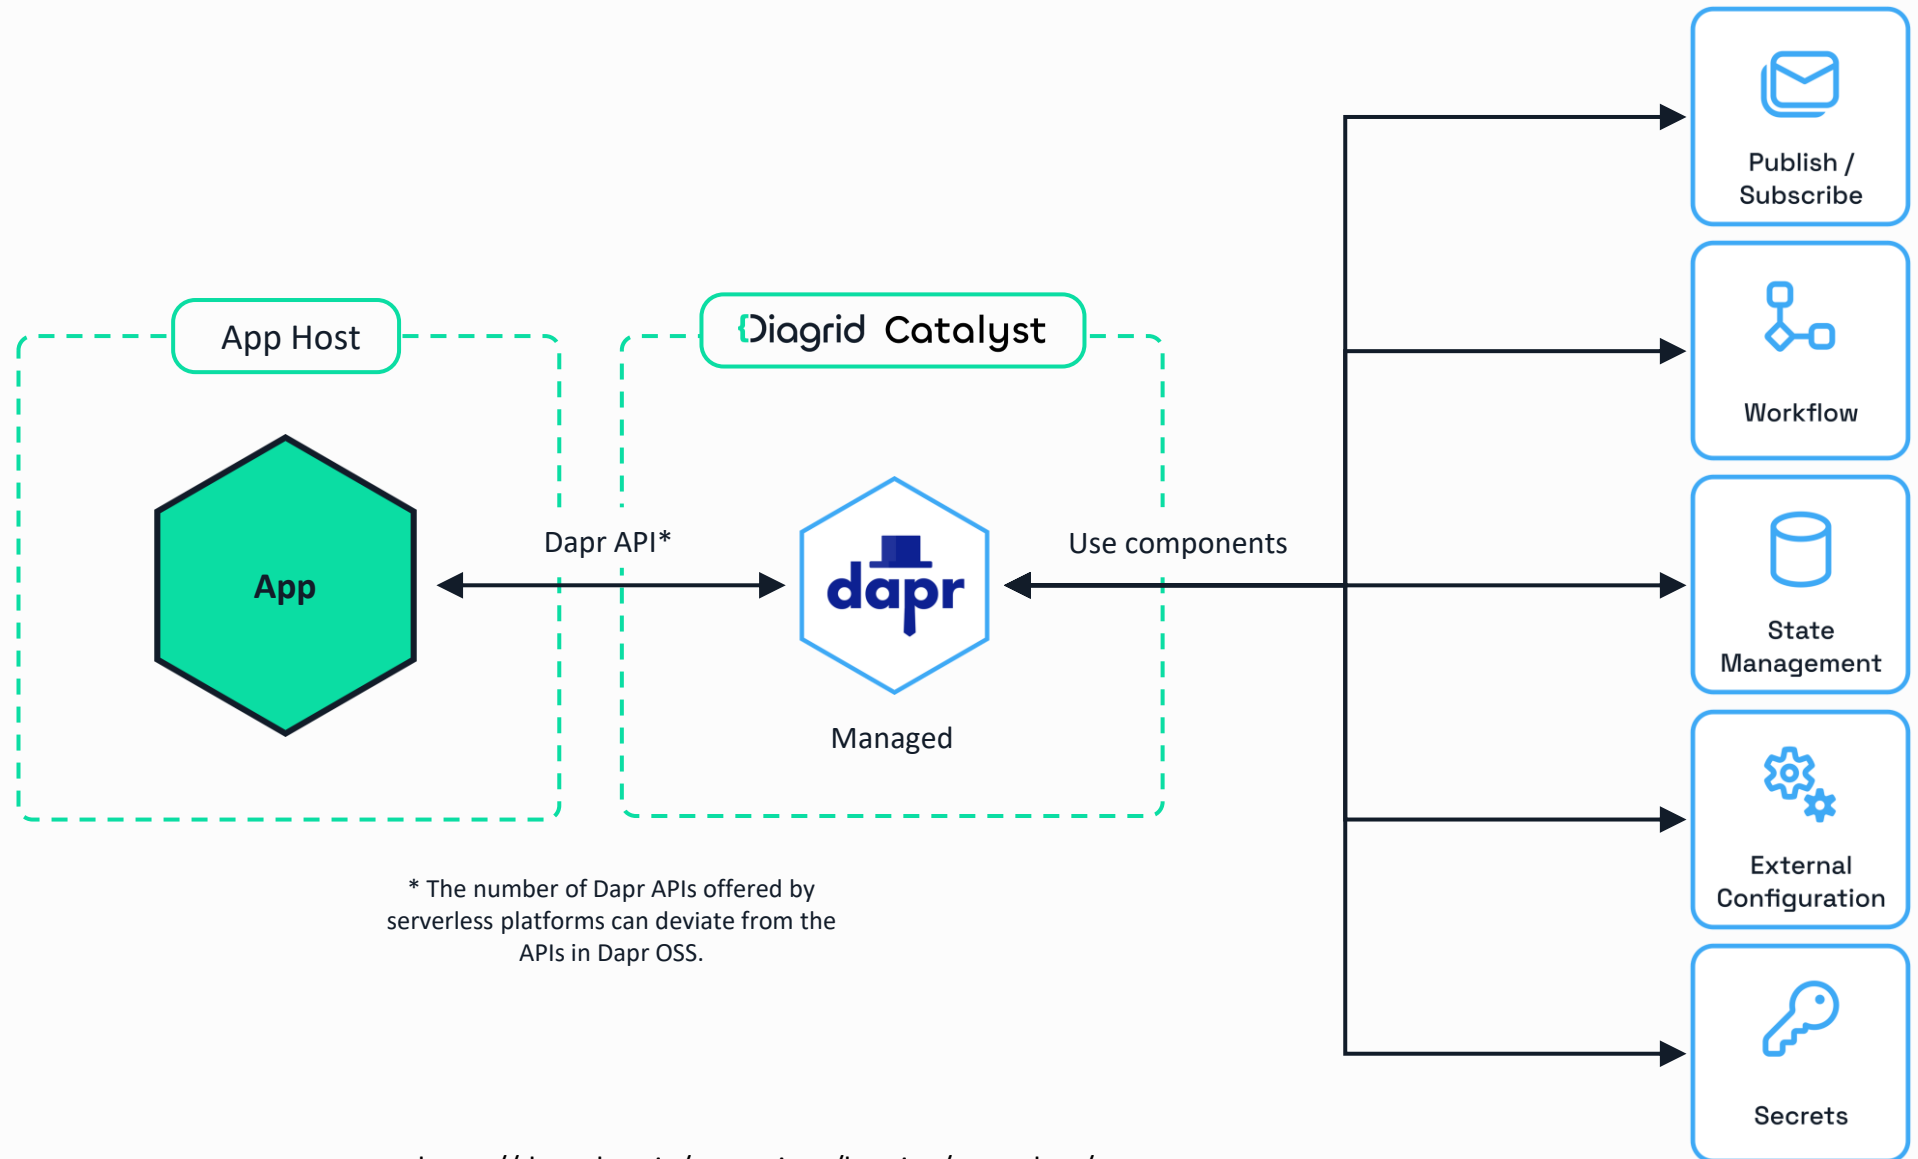 App Host
App
Dapr API*
Diagrid Catalyst
dapr
Managed
Use components
Publish /
Subscribe
Workflow
State
Management
External
Configuration
Secrets
* The number of Dapr APIs offered by
serverless platforms can deviate from the
APIs in Dapr OSS.